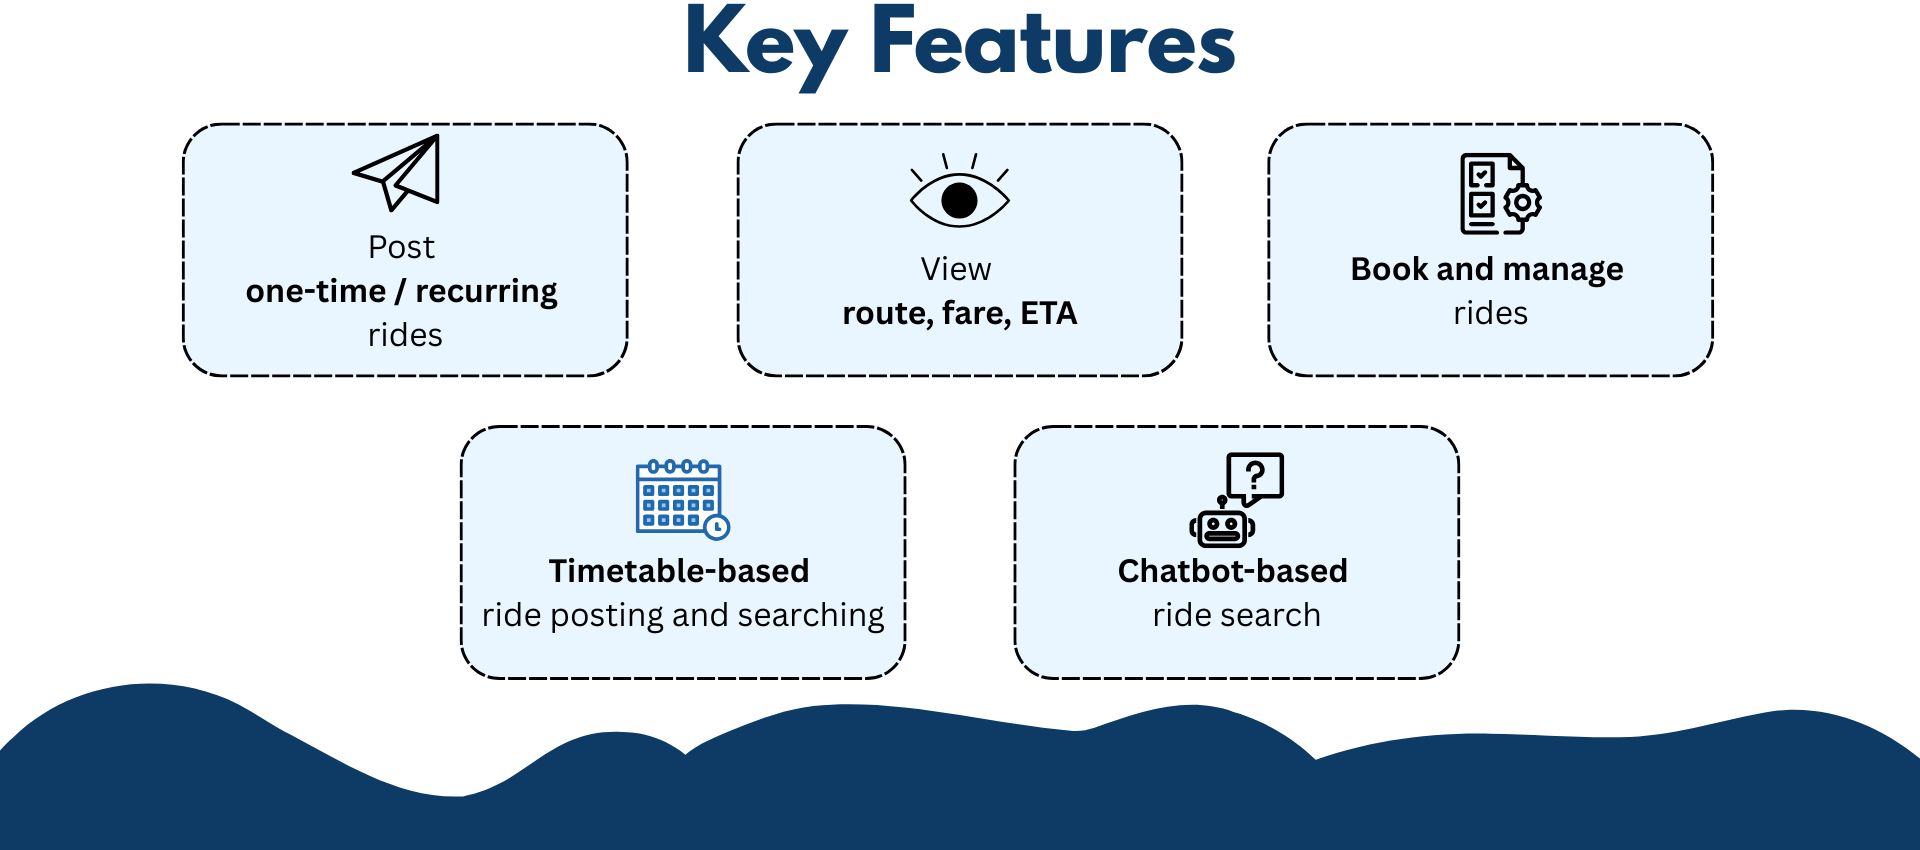 Key Features
Post
one-time / recurring
rides
View
route, fare, ETA
Book and manage
rides
Timetable-based
ride posting and searching
?
Chatbot-based
ride search